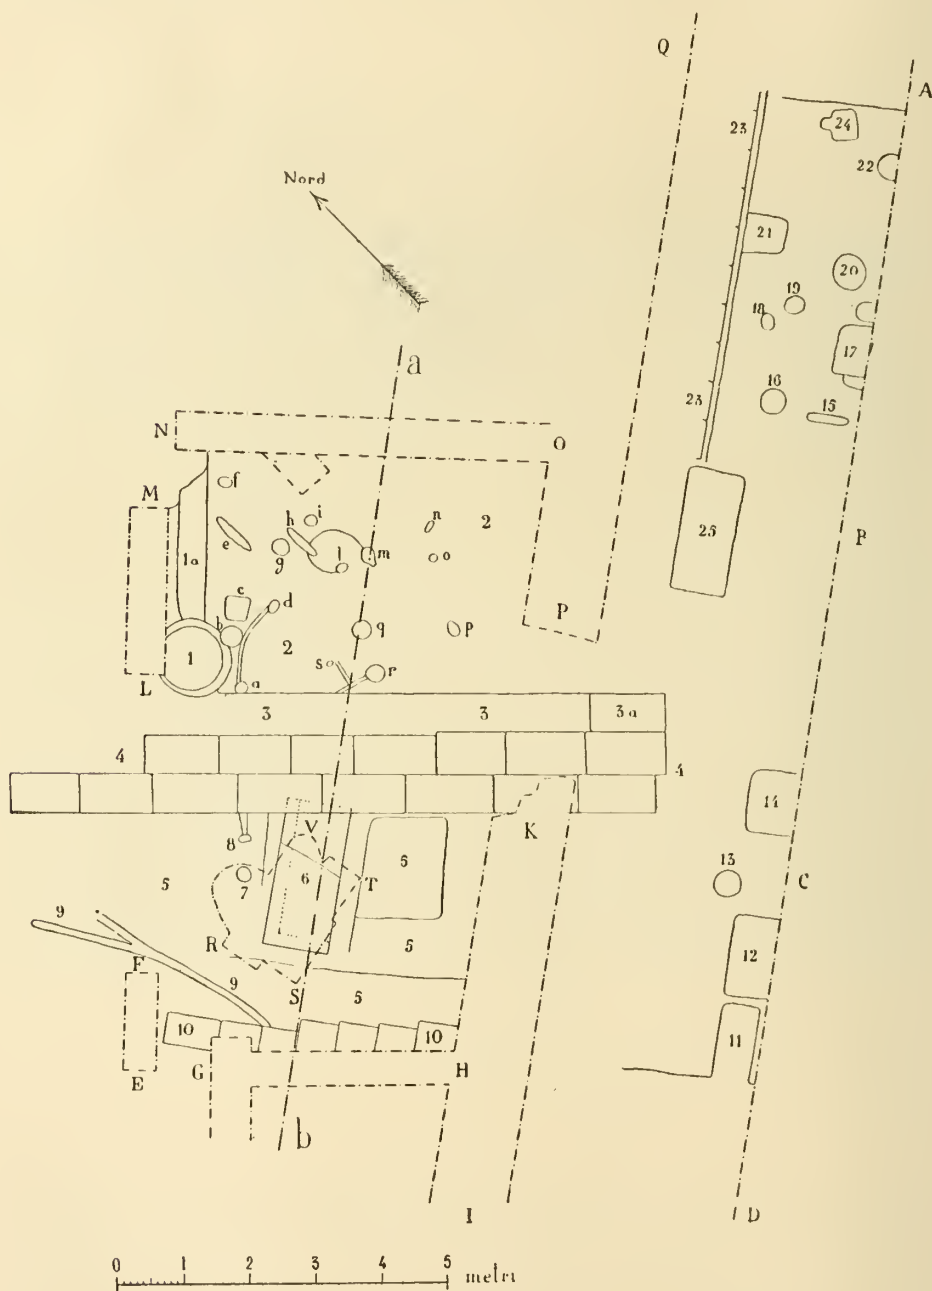 Q
A
23
24
22
Nord
21
20
19
18
17
a
16
23
15
N
O
M
f
n
2
25
h
i
e
g
l
m
o
1a
B
c
d
b
q
p
2
P
1
s
r
L
a
3
3
3a
4
4
14
K
V
8
13
6
6
5
7
T
C
9
R
5
12
F
9
S
5
10
10
11
G
H
E
b
I
D
0 1 2 3 4 5 metri